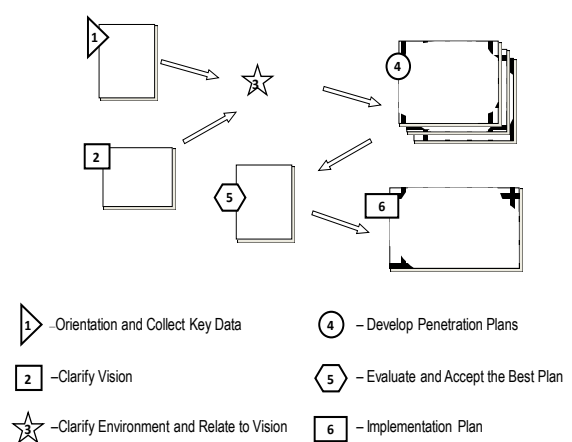 1
3
4
2
5
6
1 –Orientation and Collect Key Data
4 – Develop Penetration Plans
2 –Clarify Vision
5 – Evaluate and Accept the Best Plan
3 –Clarify Environment and Relate to Vision
6 – Implementation Plan